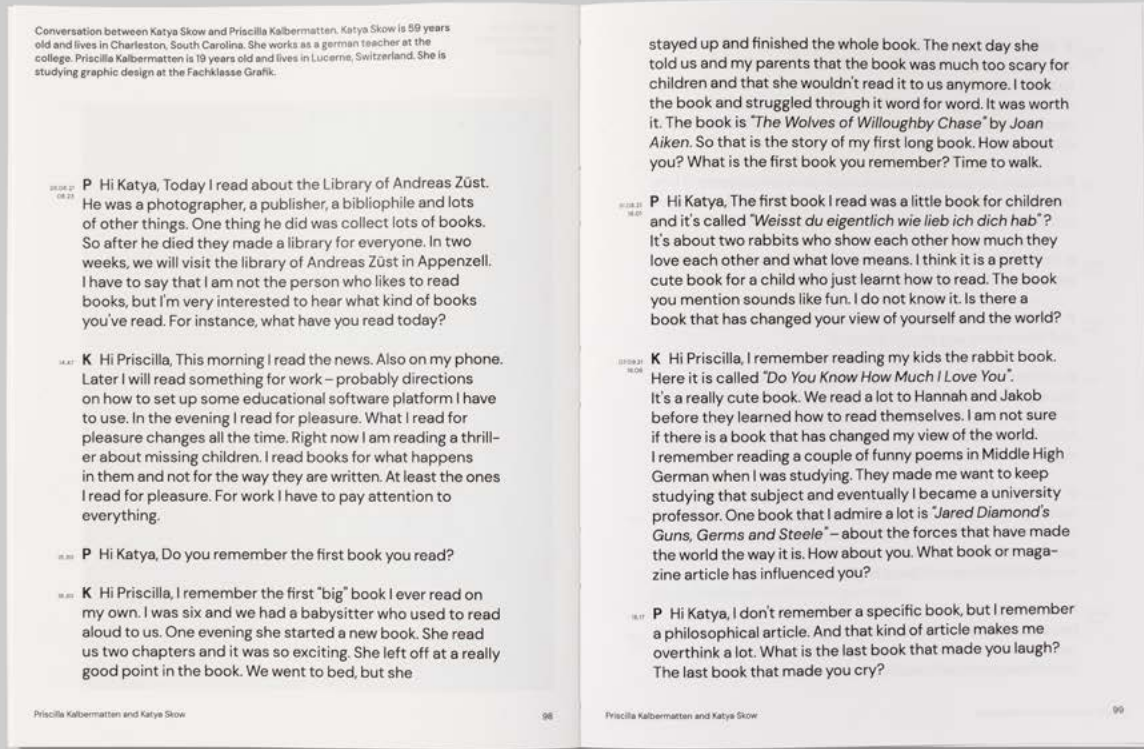 Conversation between Katya Skow and Priscilla Kalbermatten. Katya Skow is 59 years
old and lives in Charleston, South Carolina. She works as a german teacher at the
college. Priscilla Kalbermatten is 19 years old and lives in Lucerne, Switzerland. She is
studying graphic design at the Fachklasse Grafik.
P Hi Katya, Today I read about the Library of Andreas Züst.
He was a photographer, a publisher, a bibliophile and lots
of other things. One thing he did was collect lots of books.
So after he died they made a library for everyone. In two
weeks, we will visit the library of Andreas Züst in Appenzell.
I have to say that I am not the person who likes to read
books, but I'm very interested to hear what kind of books
you've read. For instance, what have you read today?
K Hi Priscilla, This morning I read the news. Also on my phone.
Later I will read something for work – probably directions
on how to set up some educational software platform I have
to use. In the evening I read for pleasure. What I read for
pleasure changes all the time. Right now I am reading a thrill-
er about missing children. I read books for what happens
in them and not for the way they are written. At least the ones
I read for pleasure. For work I have to pay attention to
everything.
P Hi Katya, Do you remember the first book you read?
K Hi Priscilla, I remember the first "big" book I ever read on
my own. I was six and we had a babysitter who used to read
aloud to us. One evening she started a new book. She read
us two chapters and it was so exciting. She left off at a really
good point in the book. We went to bed, but she
Priscilla Kalbermatten and Katya Skow
98
stayed up and finished the whole book. The next day she
told us and my parents that the book was much too scary for
children and that she wouldn't read it to us anymore. I took
the book and struggled through it word for word. It was worth
it. The book is "The Wolves of Willoughby Chase" by Joan
Aiken. So that is the story of my first long book. How about
you? What is the first book you remember? Time to walk.
P Hi Katya, The first book I read was a little book for children
and it's called "Weisst du eigentlich wie lieb ich dich hab"?
It's about two rabbits who show each other how much they
love each other and what love means. I think it is a pretty
cute book for a child who just learnt how to read. The book
you mention sounds like fun. I do not know it. Is there a
book that has changed your view of yourself and the world?
K Hi Priscilla, I remember reading my kids the rabbit book.
Here it is called "Do You Know How Much I Love You".
It's a really cute book. We read a lot to Hannah and Jakob
before they learned how to read themselves. I am not sure
if there is a book that has changed my view of the world.
I remember reading a couple of funny poems in Middle High
German when I was studying. They made me want to keep
studying that subject and eventually I became a university
professor. One book that I admire a lot is "Jared Diamond's
Guns, Germs and Steele" – about the forces that have made
the world the way it is. How about you. What book or maga-
zine article has influenced you?
P Hi Katya, I don't remember a specific book, but I remember
a philosophical article. And that kind of article makes me
overthink a lot. What is the last book that made you laugh?
The last book that made you cry?
Priscilla Kalbermatten and Katya Skow
99